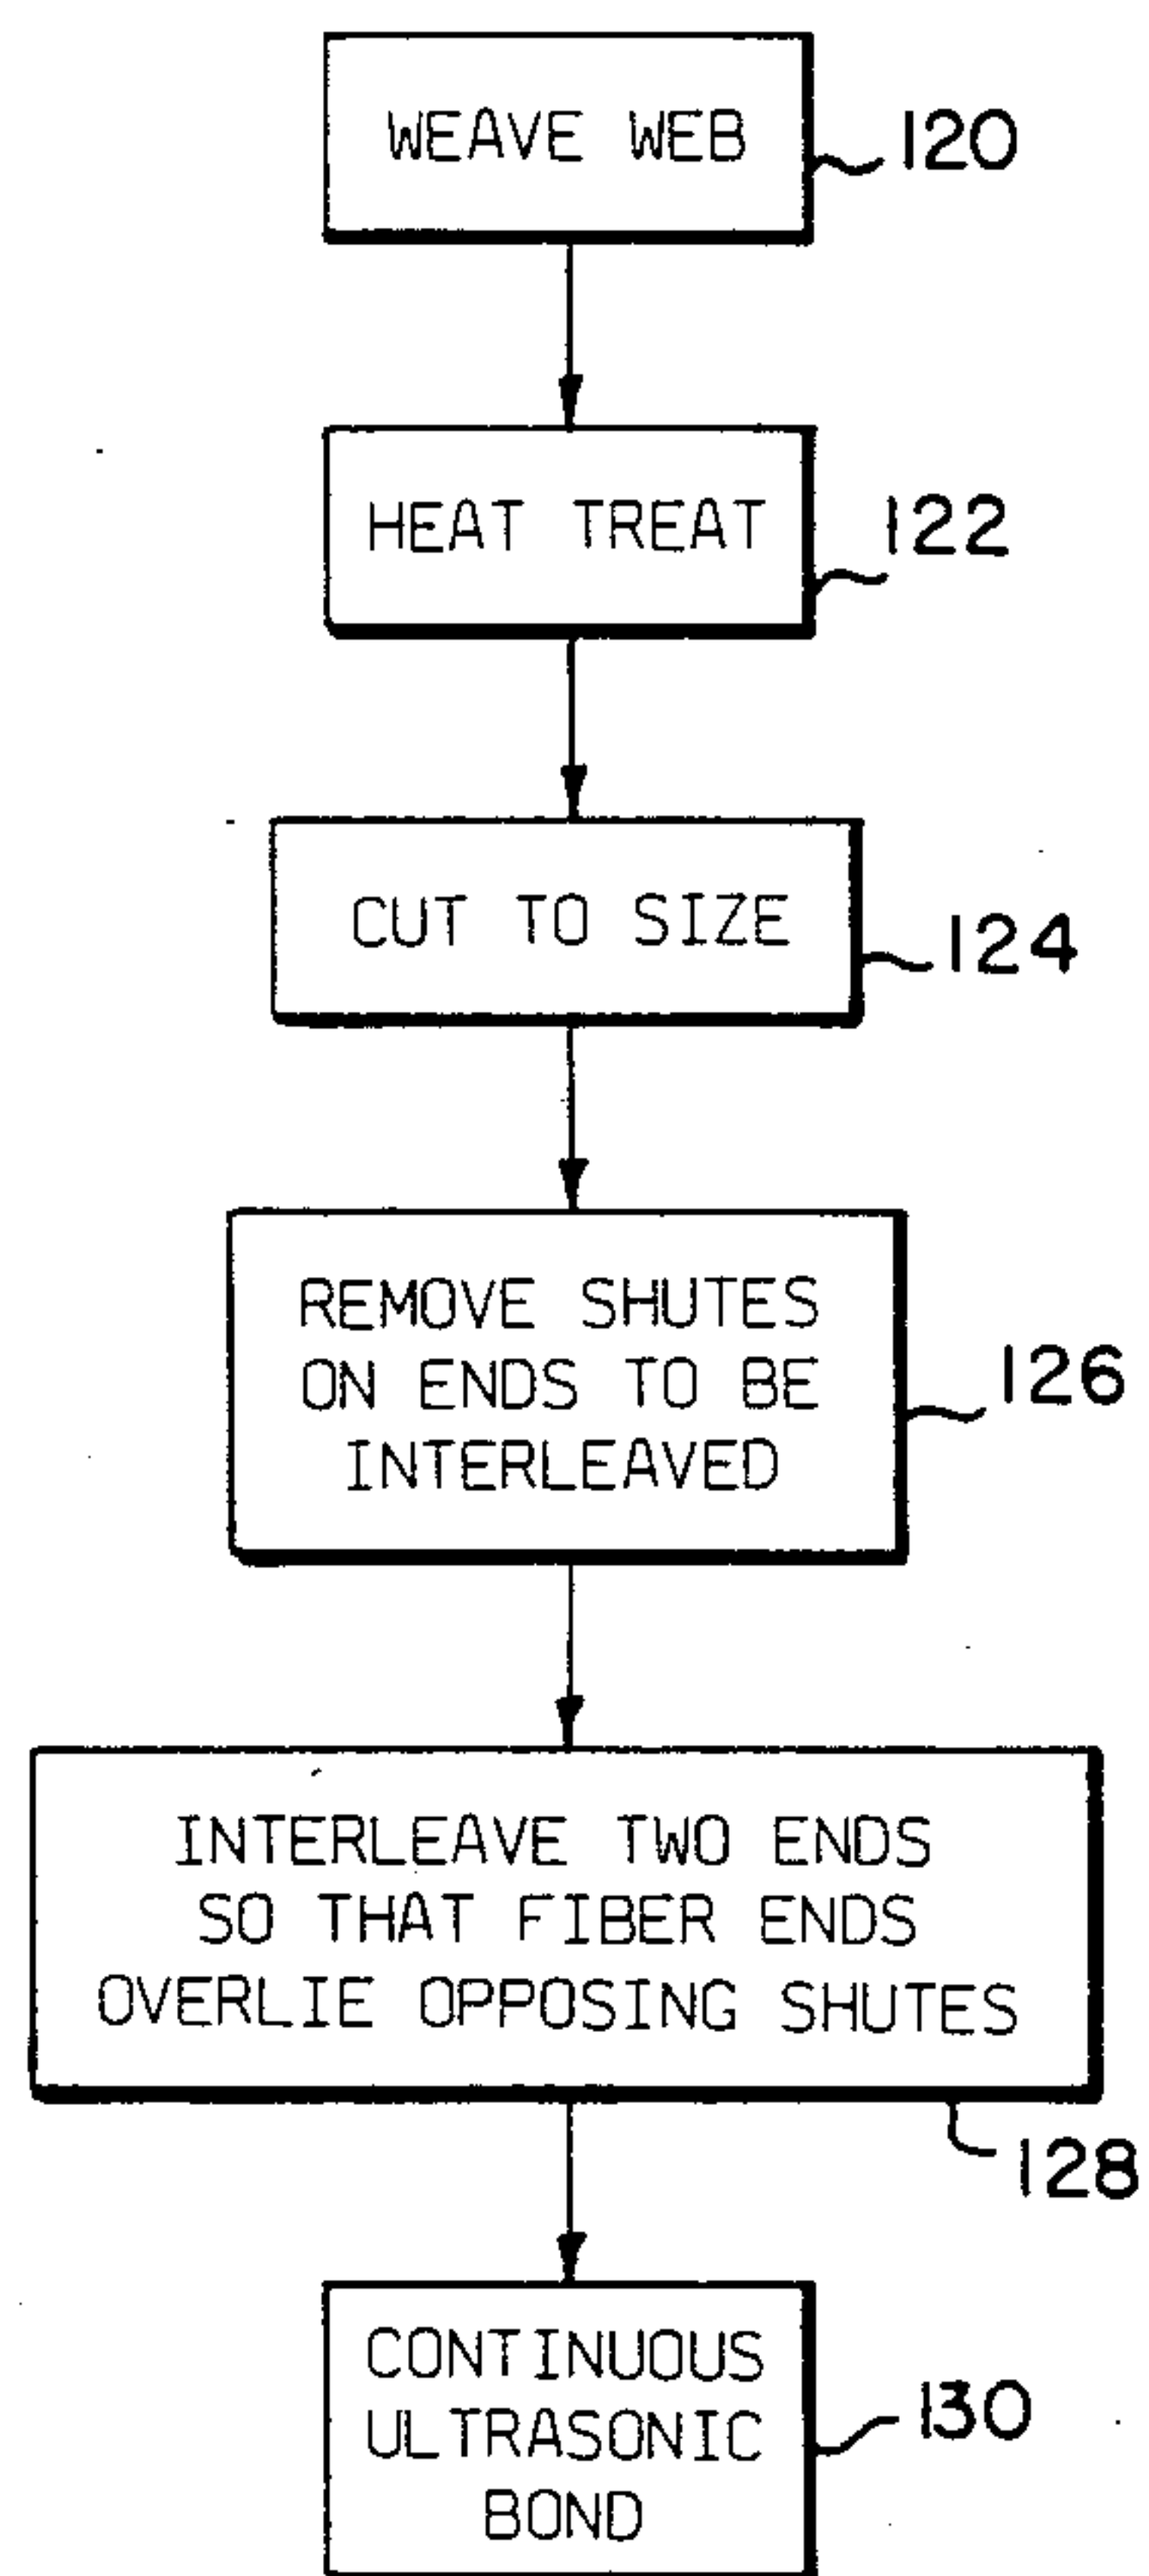 WEAVE WEB
120
HEAT TREAT
122
CUT TO SIZE
124
REMOVE SHUTES
ON ENDS TO BE
INTERLEAVED
126
INTERLEAVE TWO ENDS
SO THAT FIBER ENDS
OVERLIE OPPOSING SHUTES
128
CONTINUOUS
ULTRASONIC
BOND
130